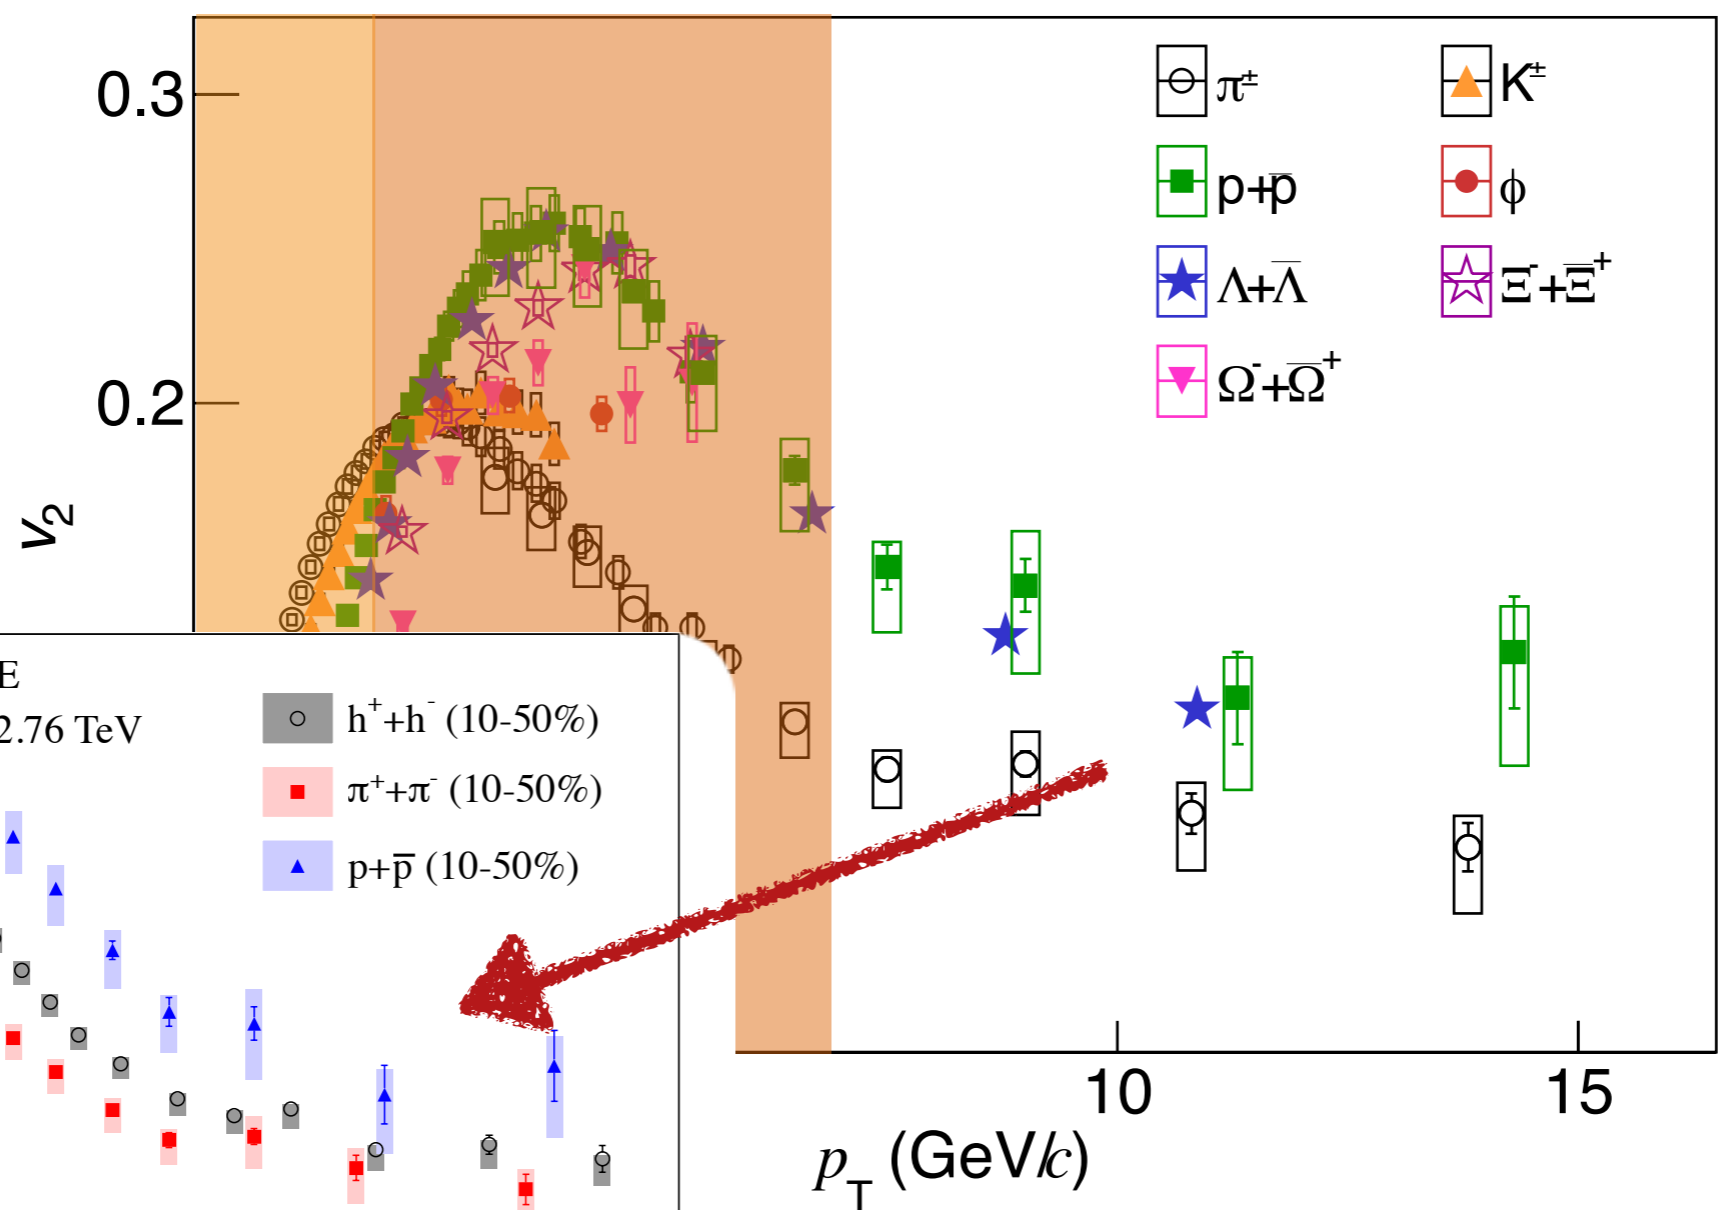 0.3
0.2
v2
π± K±
p+p̅ ϕ
Λ+Λ̅ Ξ⁻+Ξ̅⁺
Ω⁻+Ω̅⁺
E
2.76 TeV
h⁺+h⁻ (10-50%)
π⁺+π⁻ (10-50%)
p+p̅ (10-50%)
10 15
pT (GeV/c)